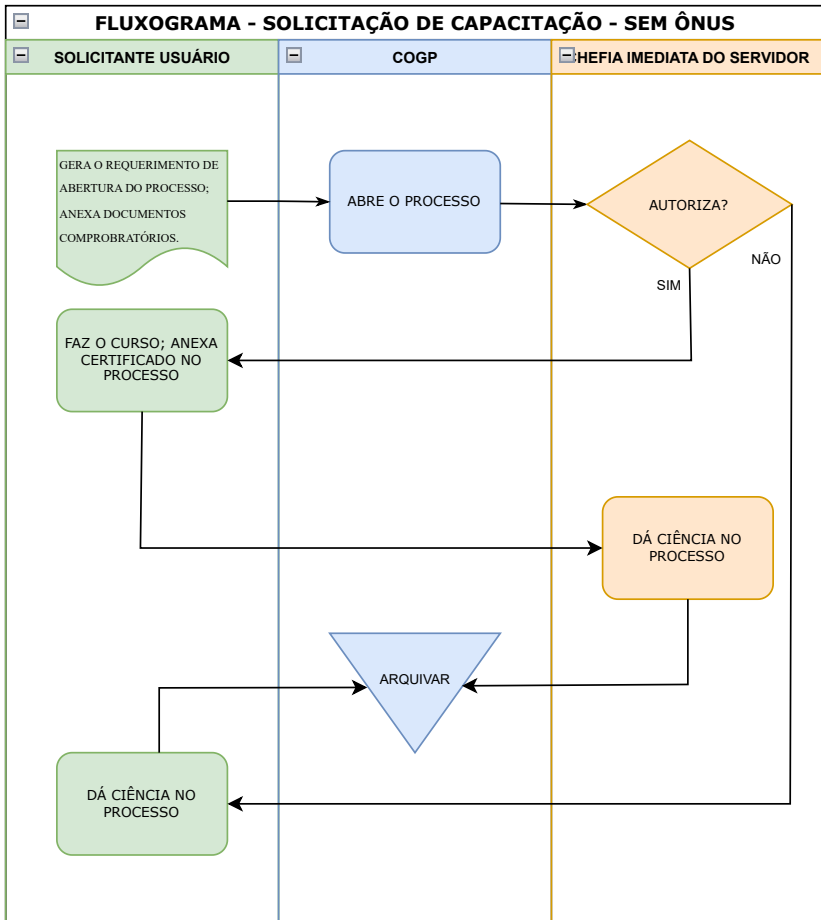 FLUXOGRAMA - SOLICITAÇÃO DE CAPACITAÇÃO - SEM ÔNUS
SOLICITANTE USUÁRIO
COGP
HEFIA IMEDIATA DO SERVIDOR
GERA O REQUERIMENTO DE
ABERTURA DO PROCESSO;
ANEXA DOCUMENTOS
COMPROBRATÓRIOS.
ABRE O PROCESSO
AUTORIZA?
NÃO
SIM
FAZ O CURSO; ANEXA
CERTIFICADO NO
PROCESSO
DÁ CIÊNCIA NO
PROCESSO
ARQUIVAR
DÁ CIÊNCIA NO
PROCESSO